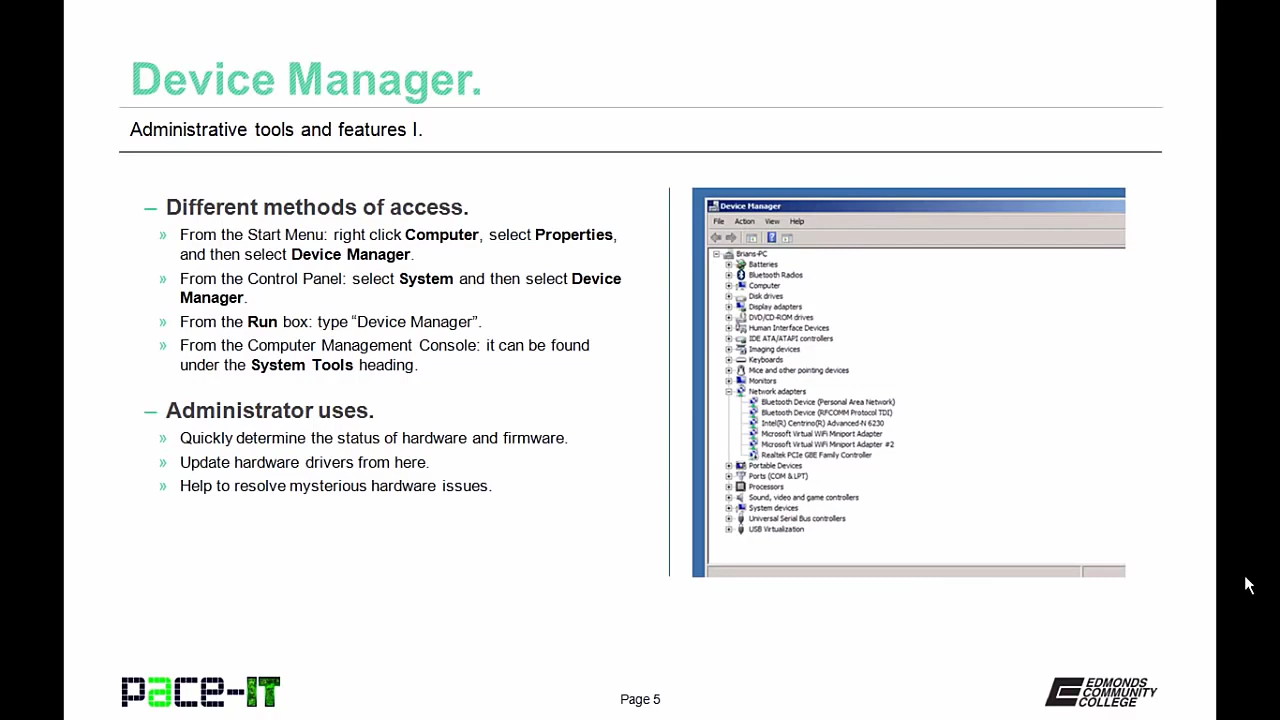 Device Manager.
Administrative tools and features I.
– Different methods of access.
» From the Start Menu: right click Computer, select Properties,
and then select Device Manager.
» From the Control Panel: select System and then select Device
Manager.
» From the Run box: type “Device Manager”.
» From the Computer Management Console: it can be found
under the System Tools heading.
– Administrator uses.
» Quickly determine the status of hardware and firmware.
» Update hardware drivers from here.
» Help to resolve mysterious hardware issues.
Device Manager
File Action View Help
Brians-PC
Batteries
Bluetooth Radios
Computer
Disk drives
Display adapters
DVD/CD-ROM drives
Human Interface Devices
IDE ATA/ATAPI controllers
Imaging devices
Keyboards
Mice and other pointing devices
Monitors
Network adapters
Bluetooth Device (Personal Area Network)
Bluetooth Device (RFCOMM Protocol TDI)
Intel(R) Centrino(R) Advanced-N 6230
Microsoft Virtual WiFi Miniport Adapter
Microsoft Virtual WiFi Miniport Adapter #2
Realtek PCIe GBE Family Controller
Portable Devices
Ports (COM & LPT)
Processors
Sound, video and game controllers
System devices
Universal Serial Bus controllers
USB Virtualization
pace-IT
Page 5
EDMONDS
COMMUNITY
COLLEGE